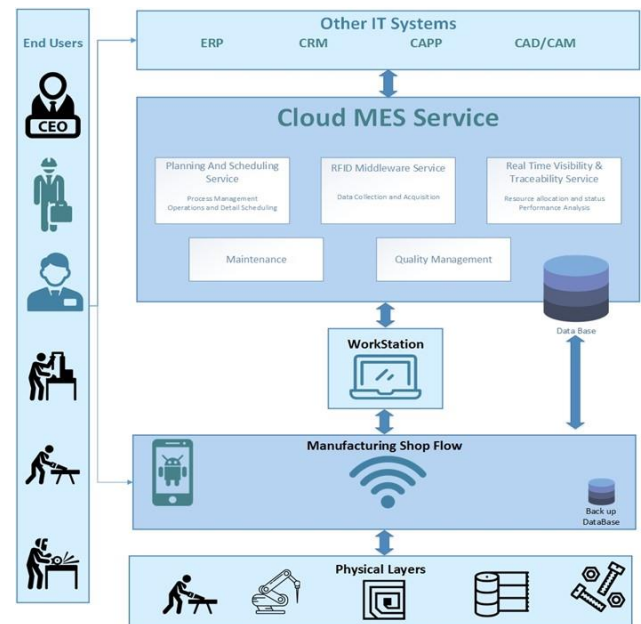 End Users
CEO
Other IT Systems
ERP CRM CAPP CAD/CAM
Cloud MES Service
Planning And Scheduling
Service
Process Management
Operations and Detail Scheduling
RFID Middleware Service
Data Collection and Acquisition
Real Time Visibility &
Traceability Service
Resource allocation and status
Performance Analysis
Maintenance
Quality Management
Data Base
WorkStation
Manufacturing Shop Flow
Back up
DataBase
Physical Layers